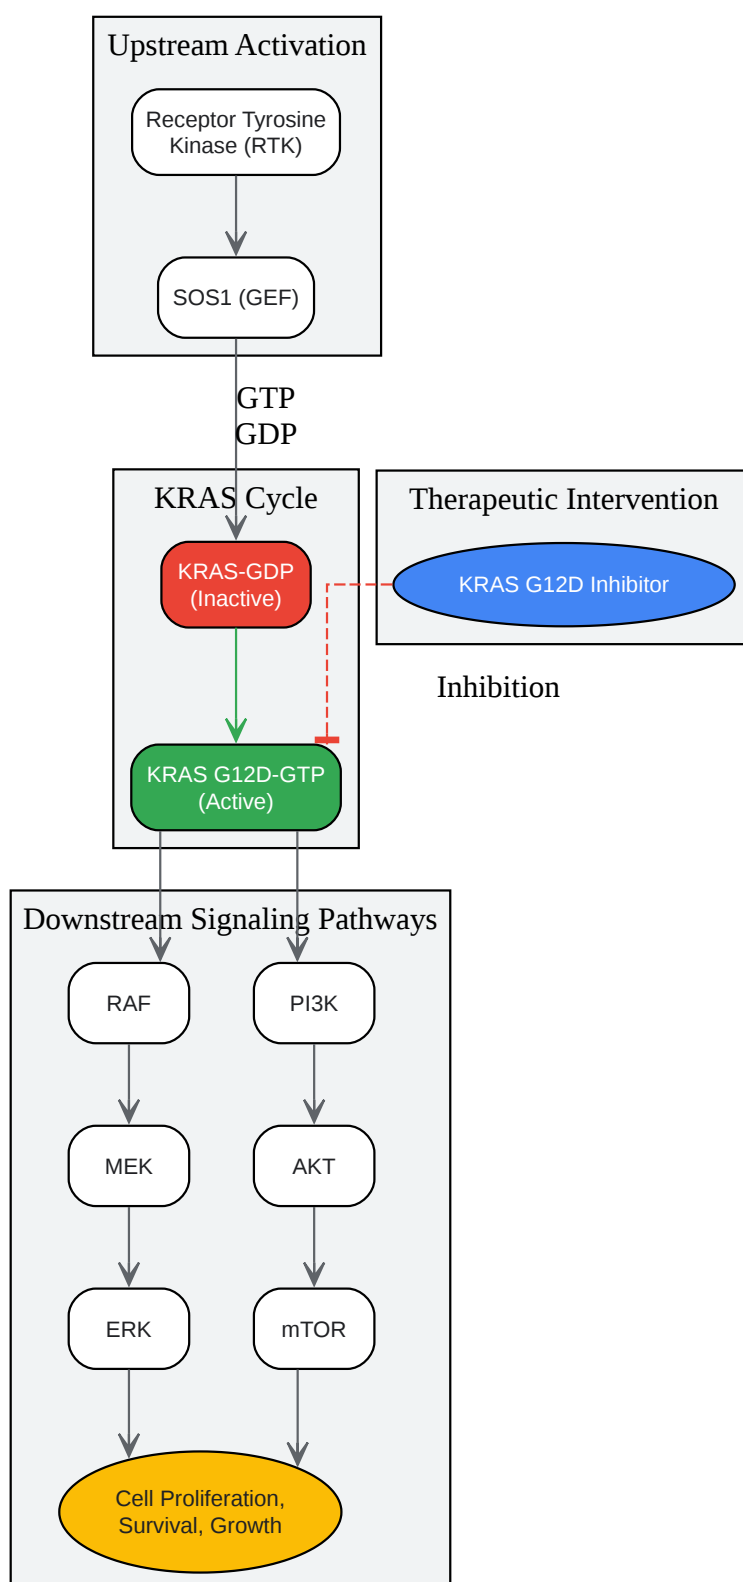 Upstream Activation
Receptor Tyrosine
Kinase (RTK)
SOS1 (GEF)
GTP
GDP
KRAS Cycle
Therapeutic Intervention
KRAS-GDP
(Inactive)
KRAS G12D Inhibitor
Inhibition
KRAS G12D-GTP
(Active)
Downstream Signaling Pathways
RAF
PI3K
MEK
AKT
ERK
mTOR
Cell Proliferation,
Survival, Growth